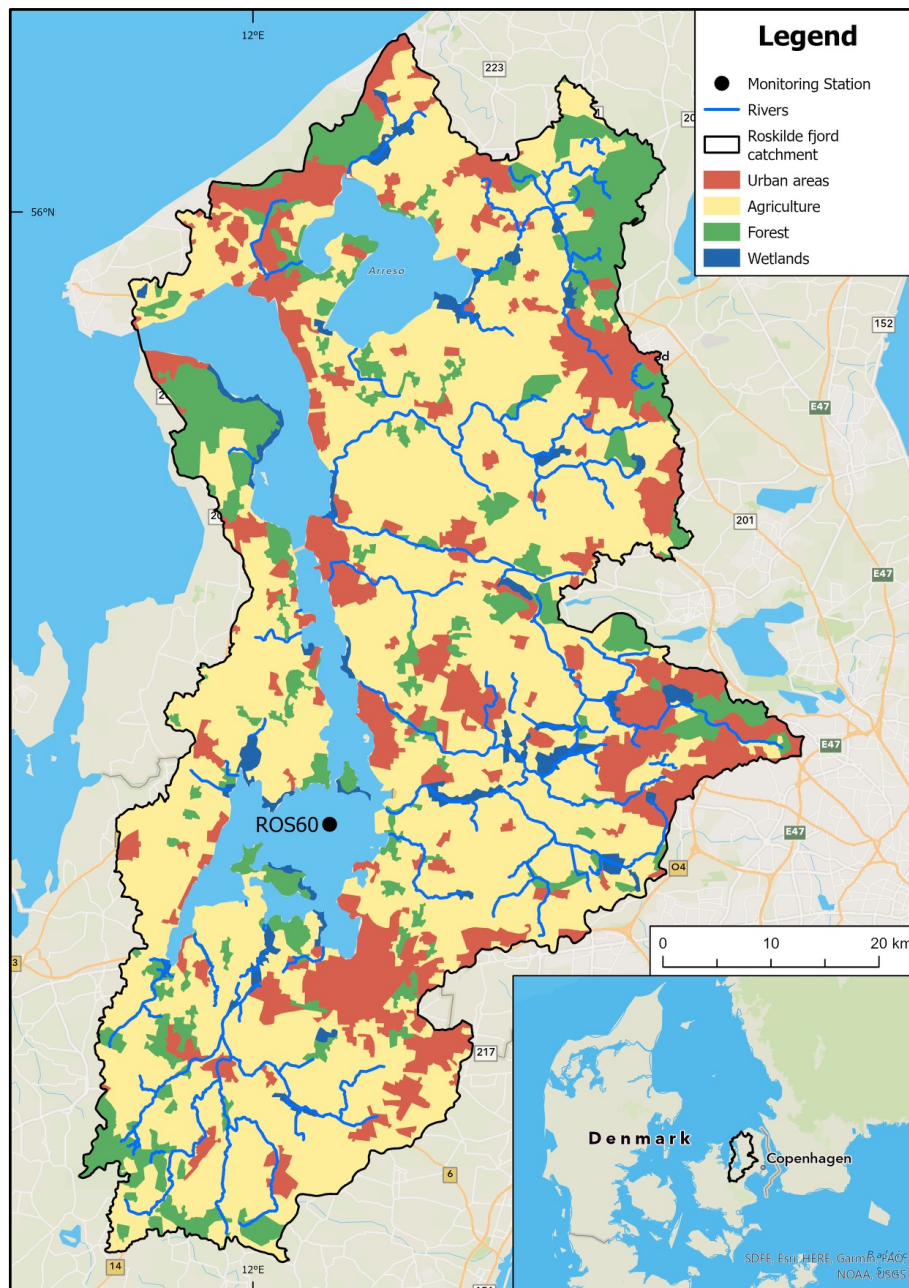 12°E
223
Legend
Monitoring Station
Rivers
Roskilde fjord
catchment
Urban areas
Agriculture
Forest
Wetlands
56°N
Arresø
152
E47
201
E47
E47
E47
ROS60
O4
0 10 20 km
217
6
14
12°E
Denmark
Copenhagen
SDFE, Esri, HERE, Garmin, FAO,
NOAA, USGS